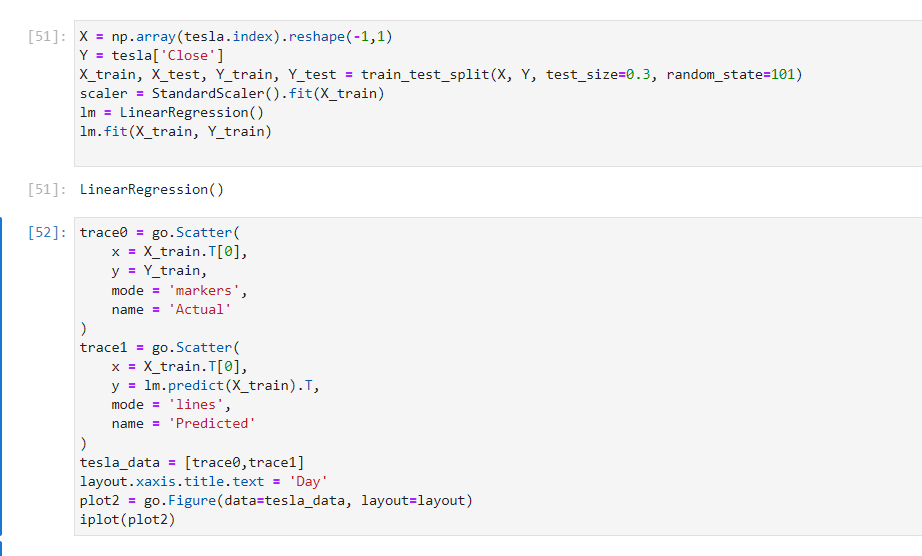 [51]: X = np.array(tesla.index).reshape(-1,1)
Y = tesla['Close']
X_train, X_test, Y_train, Y_test = train_test_split(X, Y, test_size=0.3, random_state=101)
scaler = StandardScaler().fit(X_train)
lm = LinearRegression()
lm.fit(X_train, Y_train)
[51]: LinearRegression()
[52]: trace0 = go.Scatter(
    x = X_train.T[0],
    y = Y_train,
    mode = 'markers',
    name = 'Actual'
)
trace1 = go.Scatter(
    x = X_train.T[0],
    y = lm.predict(X_train).T,
    mode = 'lines',
    name = 'Predicted'
)
tesla_data = [trace0,trace1]
layout.xaxis.title.text = 'Day'
plot2 = go.Figure(data=tesla_data, layout=layout)
iplot(plot2)